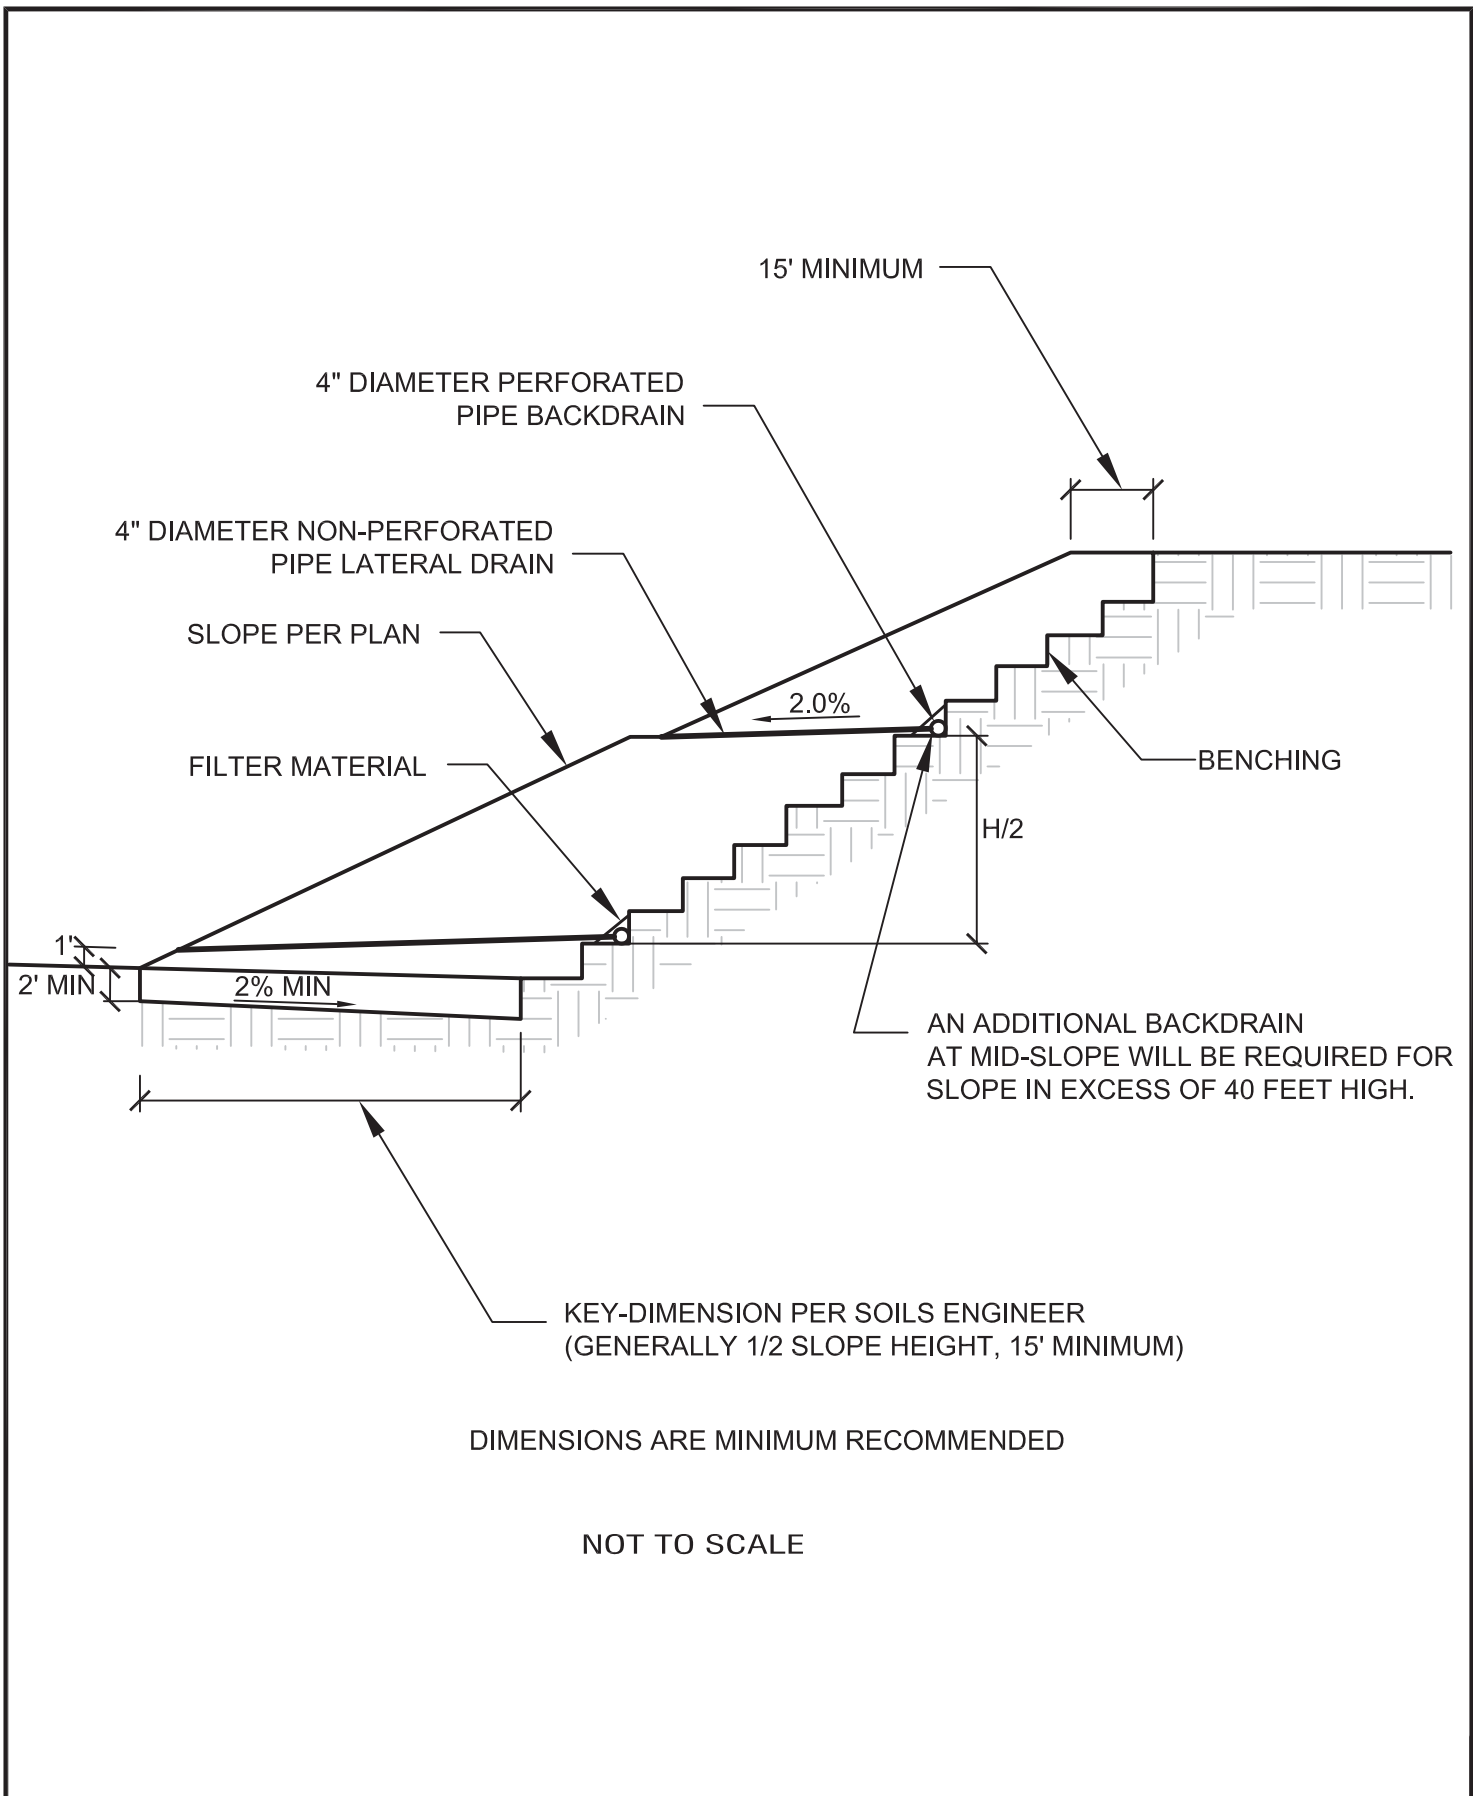 15' MINIMUM
4" DIAMETER PERFORATED
PIPE BACKDRAIN
4" DIAMETER NON-PERFORATED
PIPE LATERAL DRAIN
SLOPE PER PLAN
2.0%
FILTER MATERIAL
BENCHING
H/2
1'
2' MIN
2% MIN
AN ADDITIONAL BACKDRAIN
AT MID-SLOPE WILL BE REQUIRED FOR
SLOPE IN EXCESS OF 40 FEET HIGH.
KEY-DIMENSION PER SOILS ENGINEER
(GENERALLY 1/2 SLOPE HEIGHT, 15' MINIMUM)
DIMENSIONS ARE MINIMUM RECOMMENDED
NOT TO SCALE